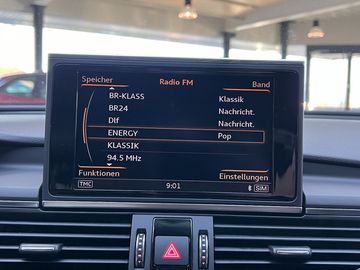 Speicher Radio FM Band
BR-KLASS Klassik
BR24 Nachricht.
Dlf Nachricht.
ENERGY Pop
KLASSIK
94.5 MHz
Funktionen Einstellungen
TMC 9:01 SIM